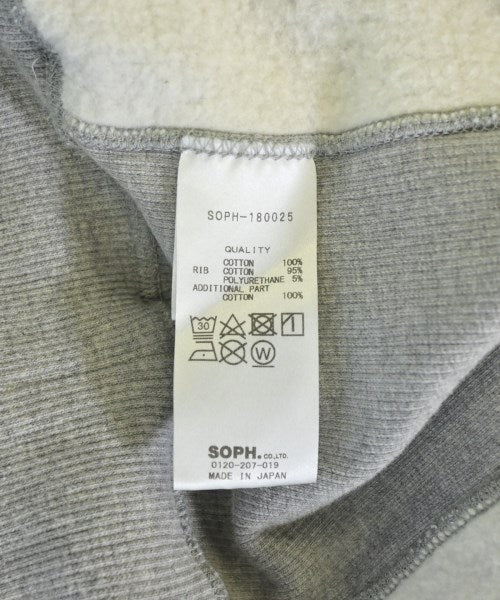 SOPH-180025
QUALITY
COTTON 100%
RIB COTTON 95%
POLYURETHANE 5%
ADDITIONAL PART
COTTON 100%
30
W
SOPH.CO.,LTD.
0120-207-019
MADE IN JAPAN